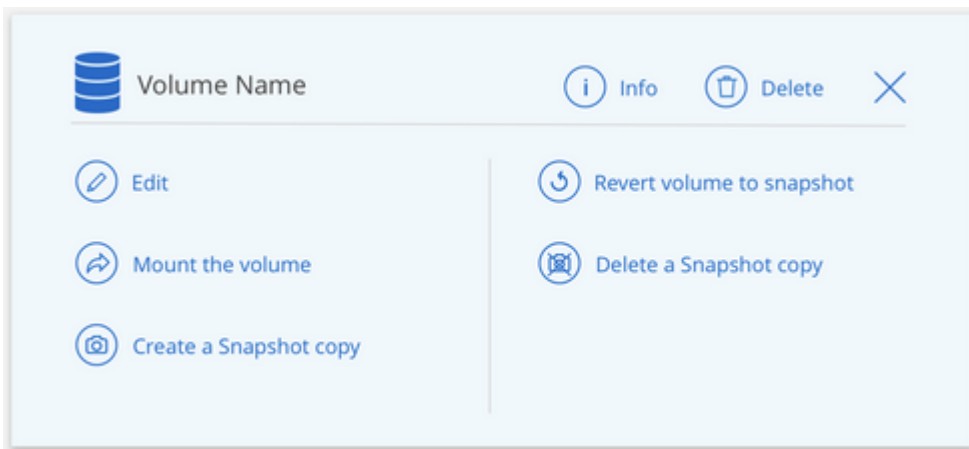 Volume Name
Info
Delete
Edit
Mount the volume
Create a Snapshot copy
Revert volume to snapshot
Delete a Snapshot copy